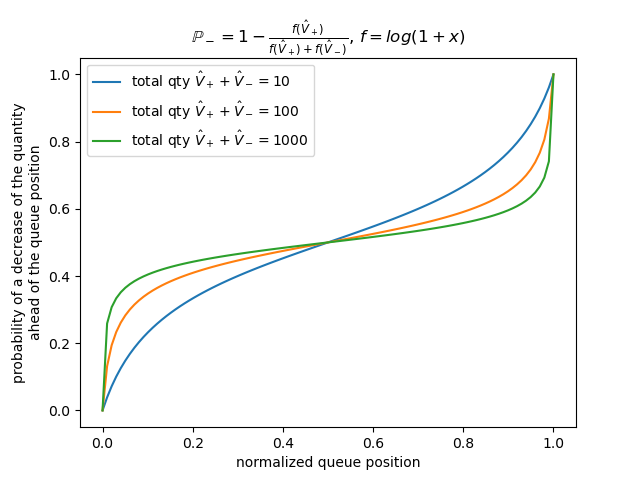 ℙ₋ = 1 − f(V̂₊) / (f(V̂₊) + f(V̂₋)), f = log(1 + x)
total qty V̂₊ + V̂₋ = 10
total qty V̂₊ + V̂₋ = 100
total qty V̂₊ + V̂₋ = 1000
probability of a decrease of the quantity
ahead of the queue position
1.0
0.8
0.6
0.4
0.2
0.0
0.0 0.2 0.4 0.6 0.8 1.0
normalized queue position